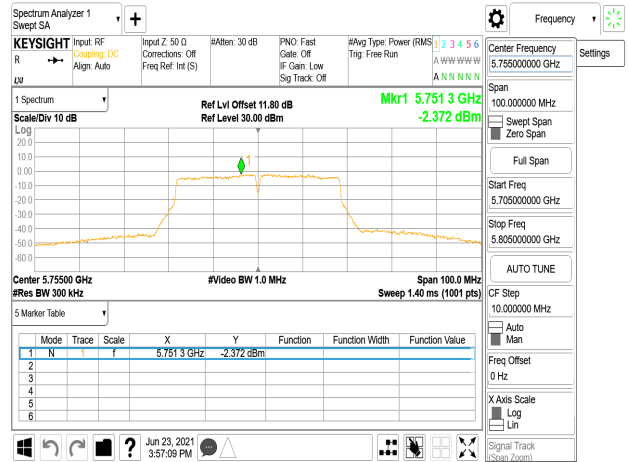 Spectrum Analyzer 1
Swept SA
Frequency
KEYSIGHT
R
Input: RF
Coupling: DC
Align: Auto
Input Z: 50 Ω
Corrections: Off
Freq Ref: Int (S)
#Atten: 30 dB
PNO: Fast
Gate: Off
IF Gain: Low
Sig Track: Off
#Avg Type: Power (RMS
Trig: Free Run
1 2 3 4 5 6
A W W W W W
A N N N N N
LXI
1 Spectrum
Scale/Div 10 dB
Ref Lvl Offset 11.80 dB
Ref Level 30.00 dBm
Mkr1 5.751 3 GHz
-2.372 dBm
Log
20.0
10.0
0.00
-10.0
-20.0
-30.0
-40.0
-50.0
-60.0
1
Center 5.75500 GHz
#Res BW 300 kHz
#Video BW 1.0 MHz
Span 100.0 MHz
Sweep 1.40 ms (1001 pts)
5 Marker Table
Mode Trace Scale X Y Function Function Width Function Value
1 N 1 f 5.751 3 GHz -2.372 dBm
2
3
4
5
6
Jun 23, 2021
3:57:09 PM
Center Frequency
5.755000000 GHz
Settings
Span
100.000000 MHz
Swept Span
Zero Span
Full Span
Start Freq
5.705000000 GHz
Stop Freq
5.805000000 GHz
AUTO TUNE
CF Step
10.000000 MHz
Auto
Man
Freq Offset
0 Hz
X Axis Scale
Log
Lin
Signal Track
(Span Zoom)